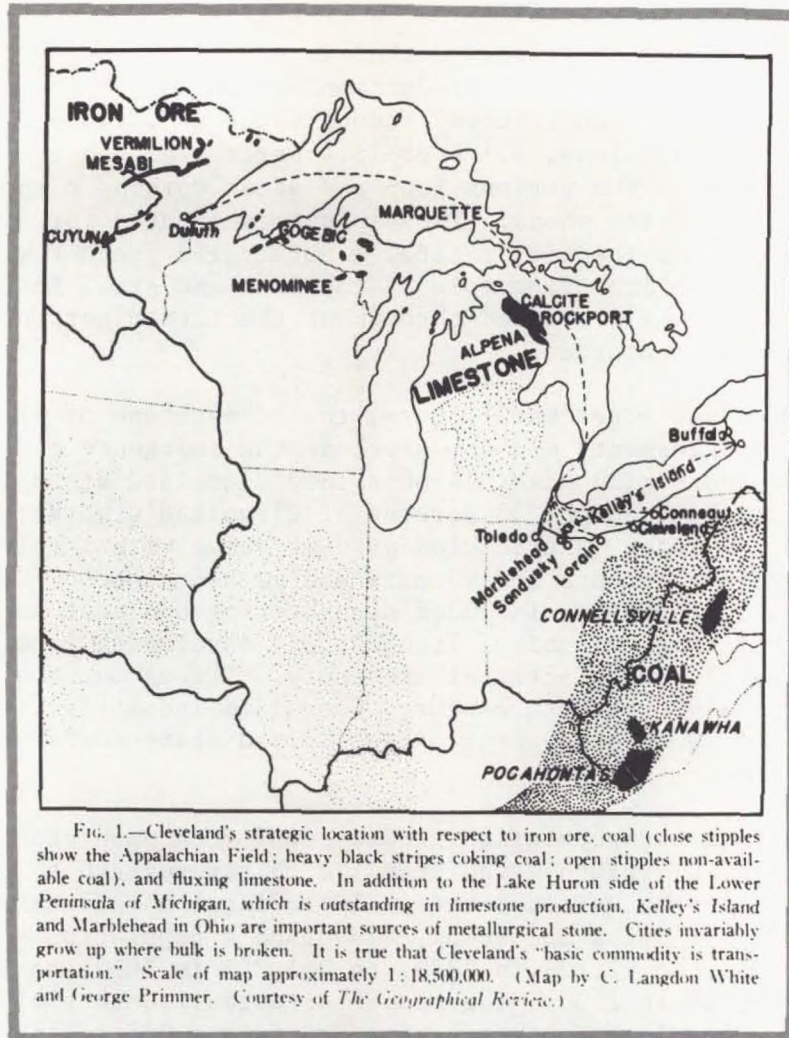 IRON ORE
VERMILION
MESABI
CUYUNA
Duluth
GOGEBIC
MARQUETTE
MENOMINEE
CALCITE
ROCKPORT
ALPENA
LIMESTONE
Buffalo
Kelley's Island
Conneaut
Cleveland
Toledo
Marblehead
Sandusky
Lorain
CONNELLSVILLE
COAL
KANAWHA
POCAHONTAS
FIG. 1.—Cleveland's strategic location with respect to iron ore, coal (close stipples
show the Appalachian Field; heavy black stripes coking coal; open stipples non-avail-
able coal), and fluxing limestone. In addition to the Lake Huron side of the Lower
Peninsula of Michigan, which is outstanding in limestone production, Kelley's Island
and Marblehead in Ohio are important sources of metallurgical stone. Cities invariably
grow up where bulk is broken. It is true that Cleveland's "basic commodity is trans-
portation." Scale of map approximately 1 : 18,500,000. (Map by C. Langdon White
and George Primmer. Courtesy of The Geographical Review.)